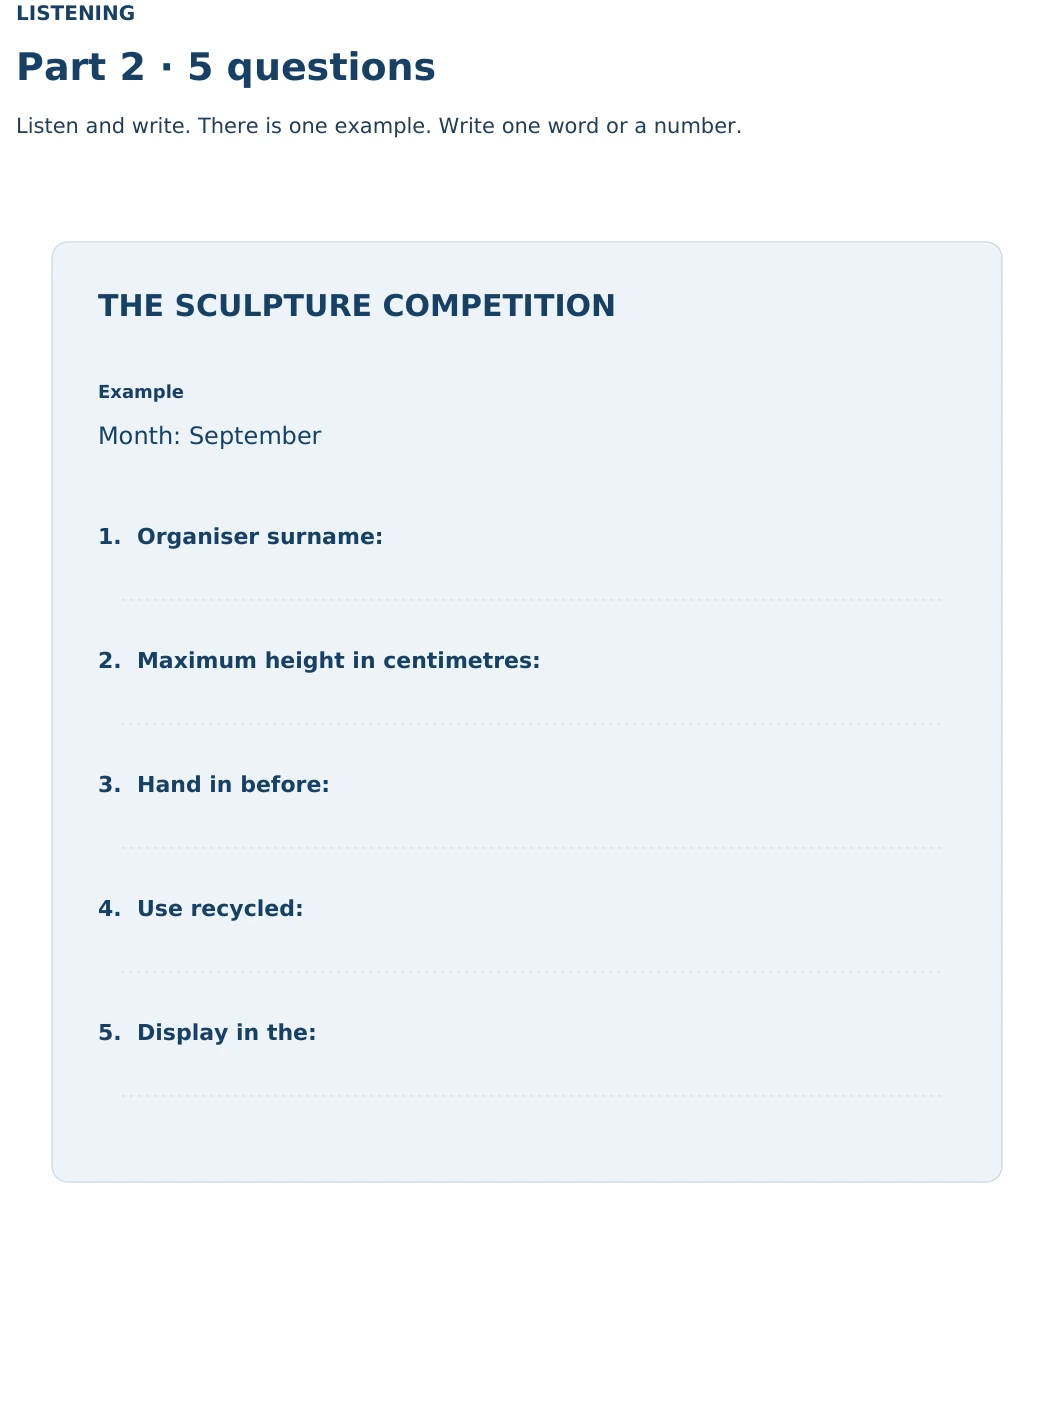 LISTENING
Part 2 · 5 questions
Listen and write. There is one example. Write one word or a number.
THE SCULPTURE COMPETITION
Example
Month: September
1. Organiser surname:
2. Maximum height in centimetres:
3. Hand in before:
4. Use recycled:
5. Display in the: